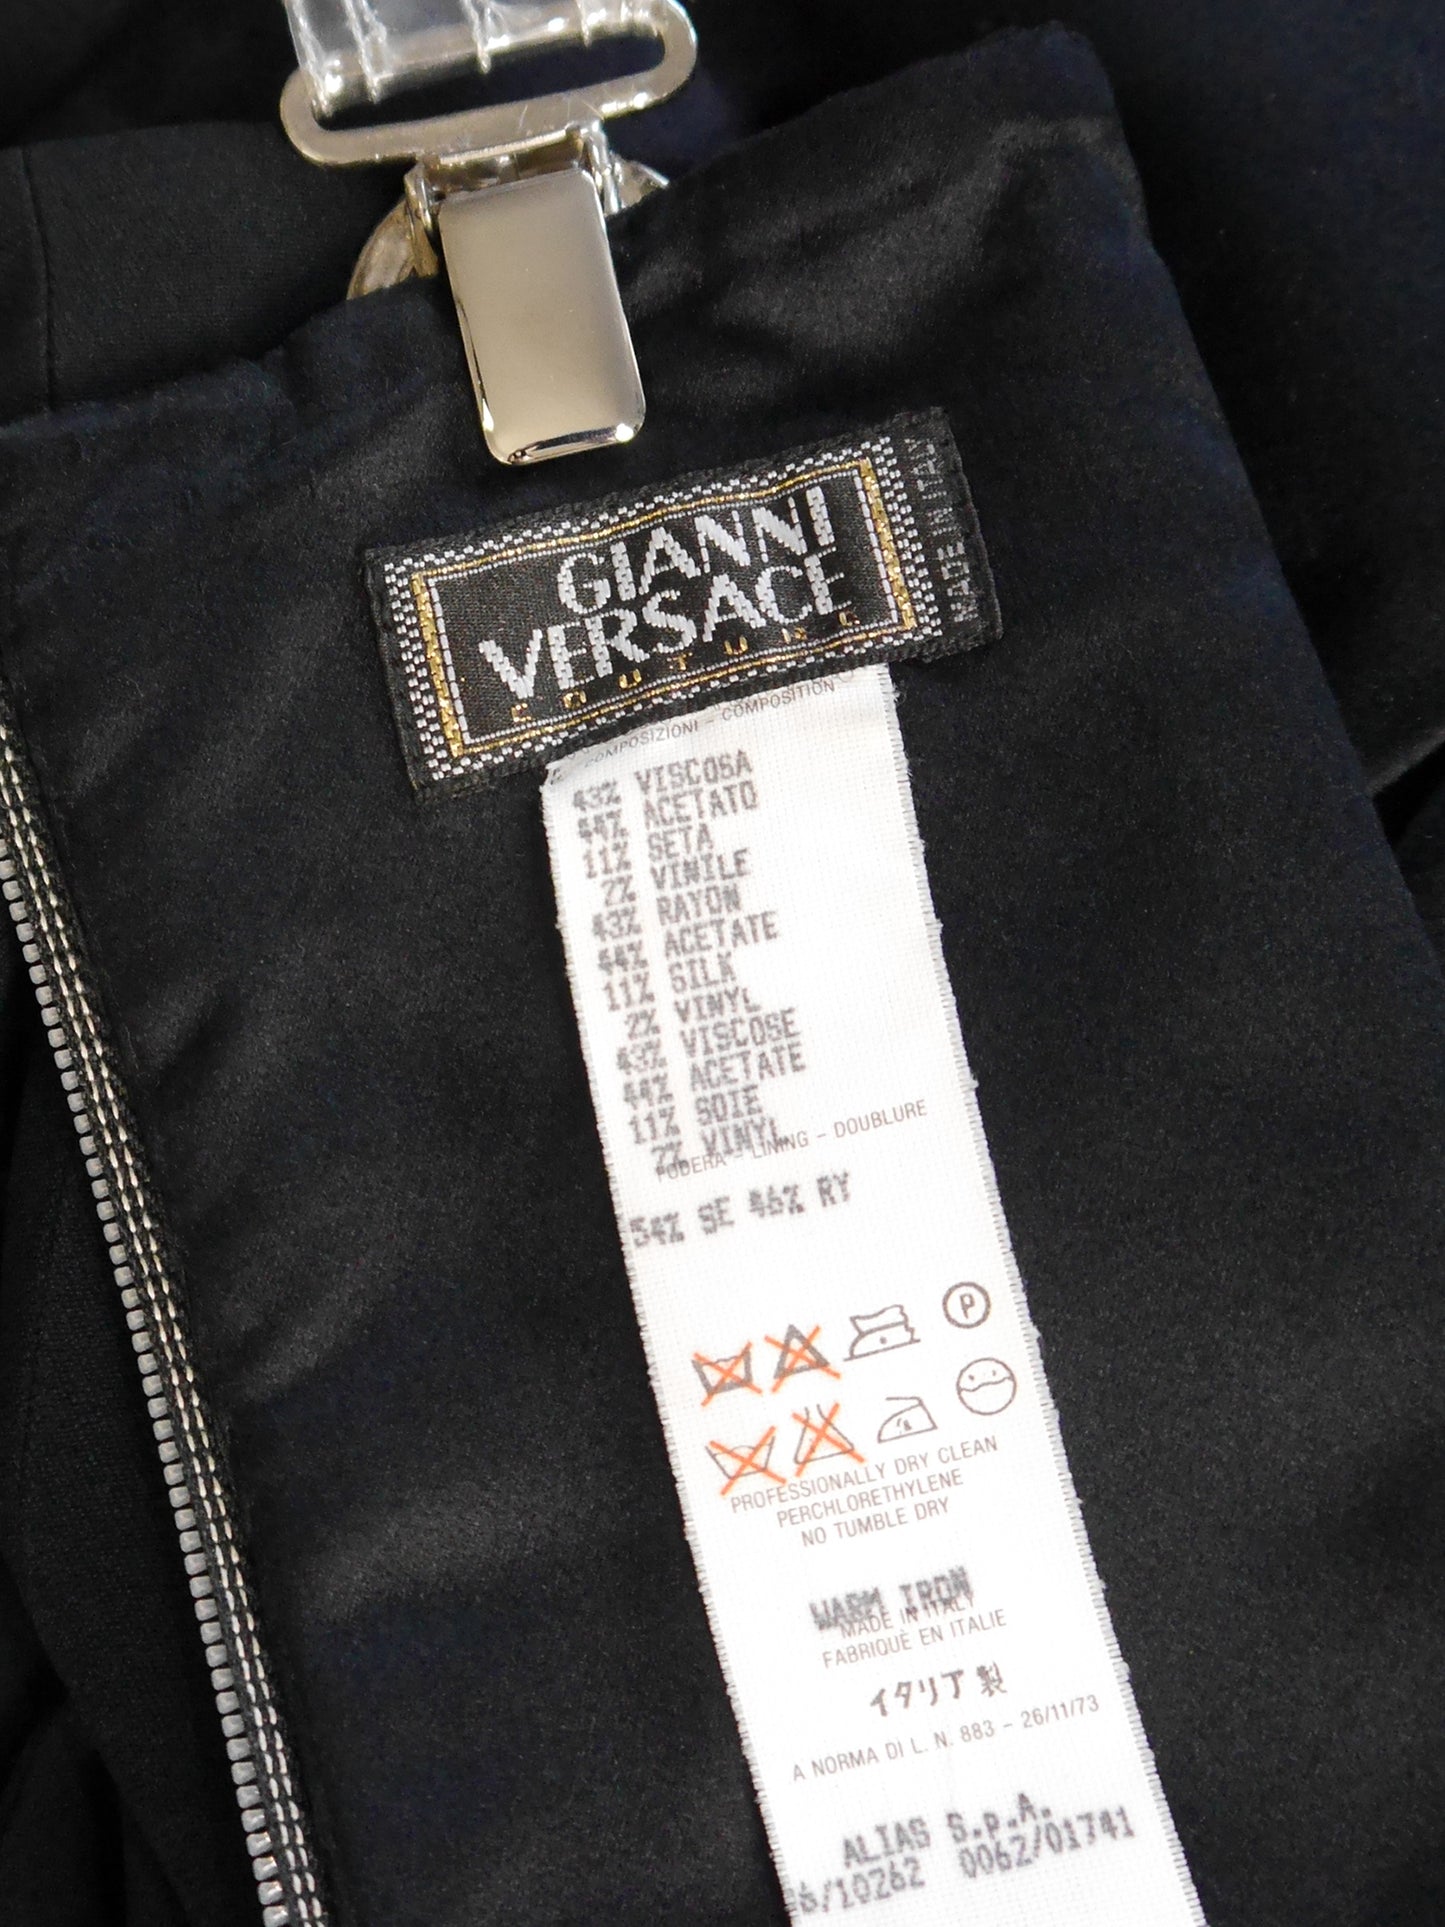 GIANNI
VERSACE
COUTURE
MADE IN ITALY
COMPOSIZIONI - COMPOSITION
43% VISCOSA
44% ACETATO
11% SETA
2% VINILE
43% RAYON
44% ACETATE
11% SILK
2% VINYL
43% VISCOSE
44% ACETATE
11% SOIE
2% VINYL
FODERA - LINING - DOUBLURE
54% SE 46% RY
P
PROFESSIONALLY DRY CLEAN
PERCHLORETHYLENE
NO TUMBLE DRY
WARM IRON
MADE IN ITALY
FABRIQUÈ EN ITALIE
イタリア製
A NORMA DI L. N. 883 - 26/11/73
ALIAS S.P.A.
6/10262 0062/01741